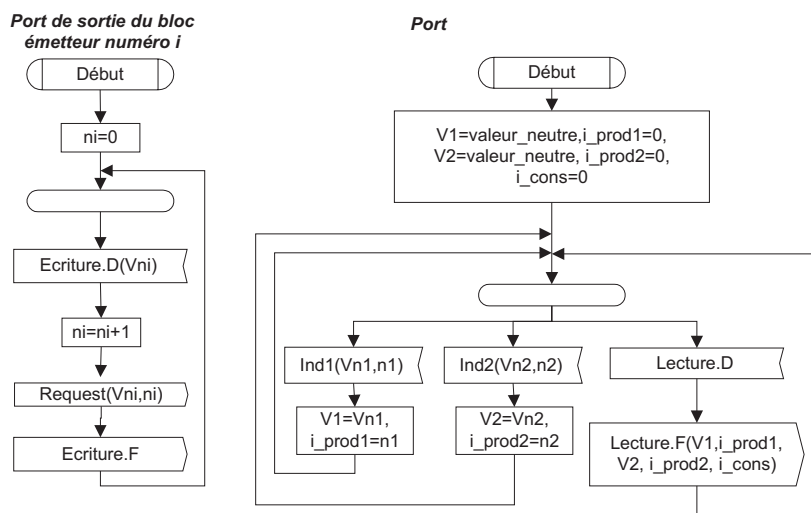 Port de sortie du bloc
émetteur numéro i
Début
ni=0
Ecriture.D(Vni)
ni=ni+1
Request(Vni,ni)
Ecriture.F
Port
Début
V1=valeur_neutre,i_prod1=0,
V2=valeur_neutre, i_prod2=0,
i_cons=0
Ind1(Vn1,n1)
V1=Vn1,
i_prod1=n1
Ind2(Vn2,n2)
V2=Vn2,
i_prod2=n2
Lecture.D
Lecture.F(V1,i_prod1,
V2, i_prod2, i_cons)